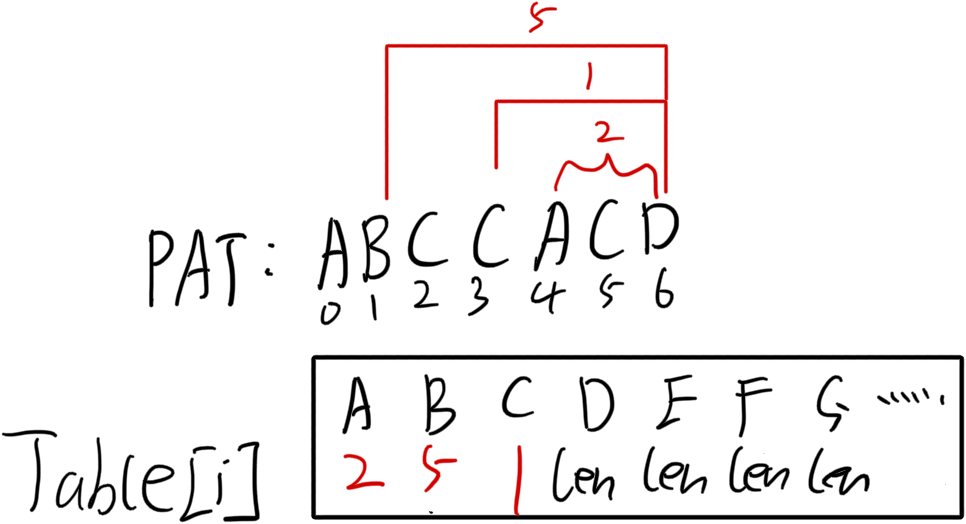 5
1
2
PAT: A B C C A C D
0 1 2 3 4 5 6
A B C D E F G ......
Table[i] 2 5 1 len len len len